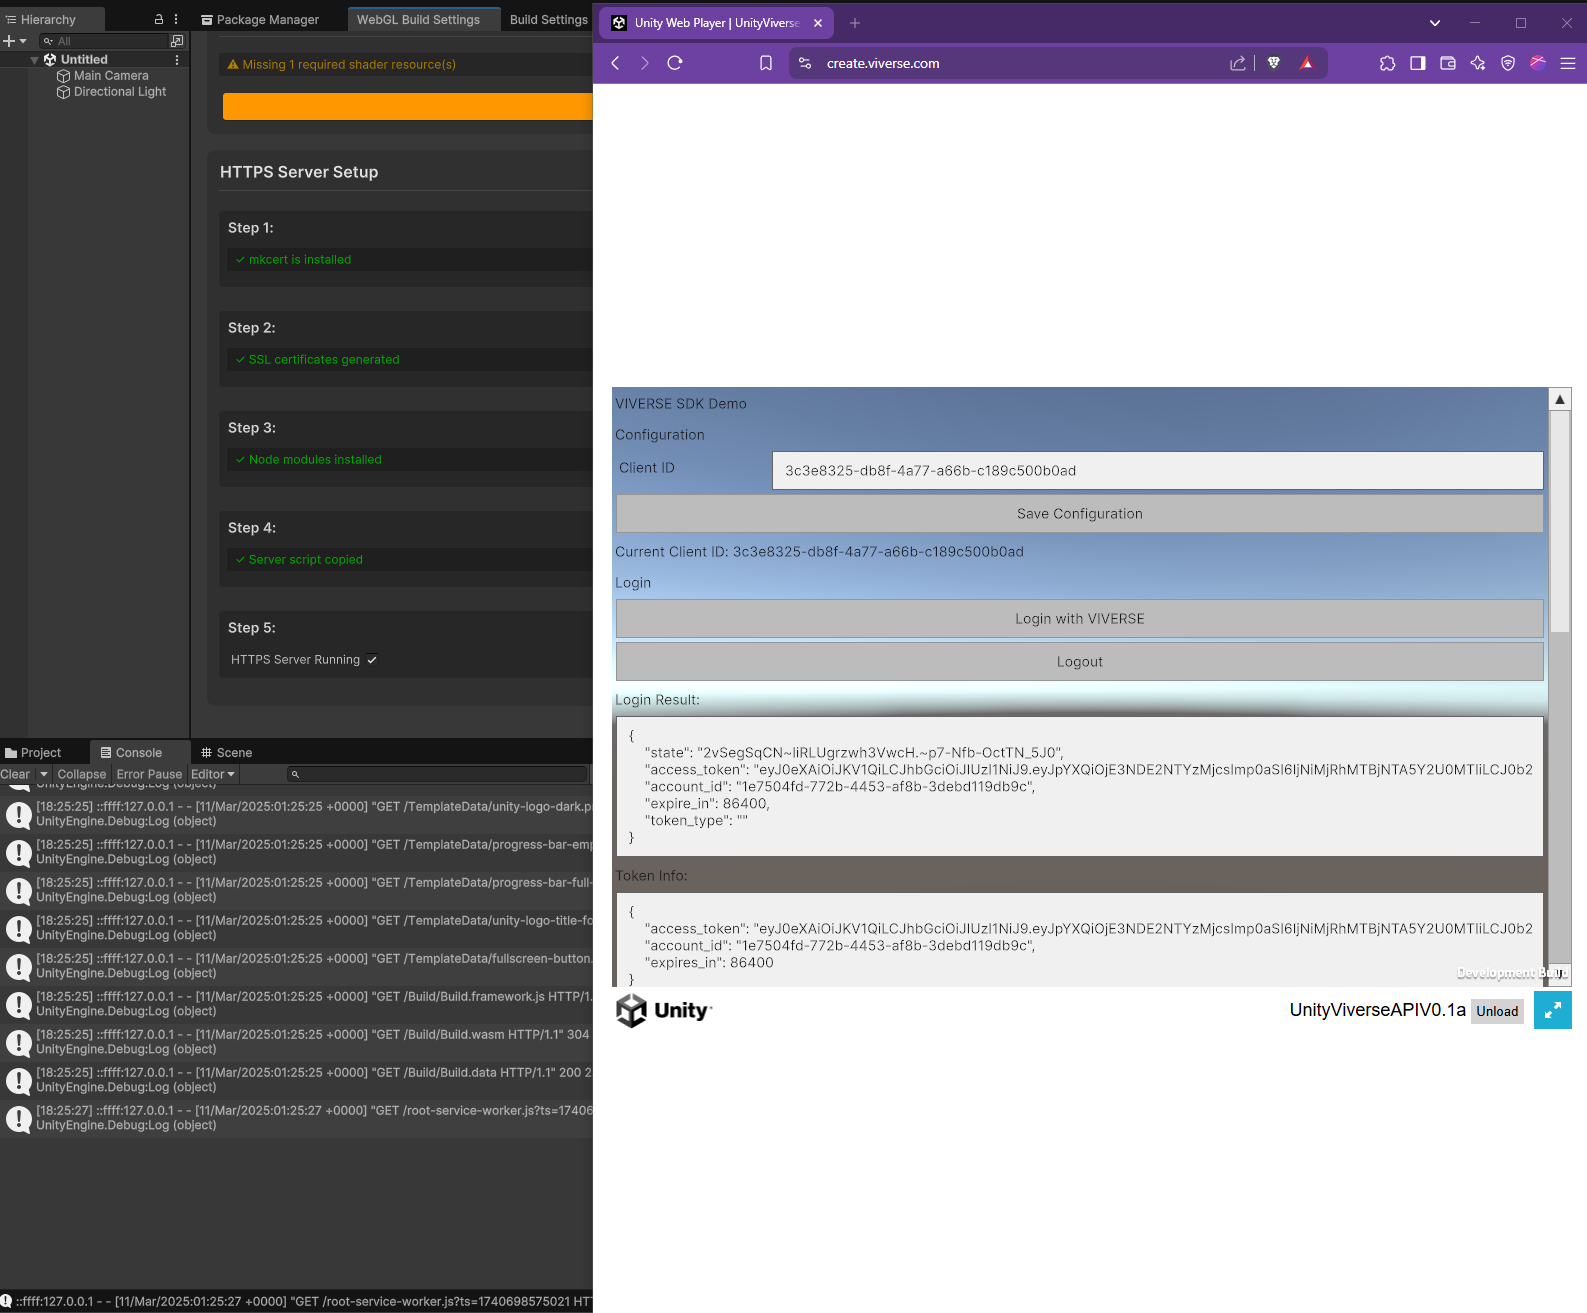 Hierarchy
All
Untitled
Main Camera
Directional Light
Package Manager
WebGL Build Settings
Build Settings
Missing 1 required shader resource(s)
HTTPS Server Setup
Step 1:
✓ mkcert is installed
Step 2:
✓ SSL certificates generated
Step 3:
✓ Node modules installed
Step 4:
✓ Server script copied
Step 5:
HTTPS Server Running
Project
Console
Scene
Clear
Collapse
Error Pause
Editor
UnityEngine.Debug:Log (object)
[18:25:25] ::ffff:127.0.0.1 - - [11/Mar/2025:01:25:25 +0000] "GET /TemplateData/unity-logo-dark.p
UnityEngine.Debug:Log (object)
[18:25:25] ::ffff:127.0.0.1 - - [11/Mar/2025:01:25:25 +0000] "GET /TemplateData/progress-bar-emp
UnityEngine.Debug:Log (object)
[18:25:25] ::ffff:127.0.0.1 - - [11/Mar/2025:01:25:25 +0000] "GET /TemplateData/progress-bar-full-
UnityEngine.Debug:Log (object)
[18:25:25] ::ffff:127.0.0.1 - - [11/Mar/2025:01:25:25 +0000] "GET /TemplateData/unity-logo-title-fo
UnityEngine.Debug:Log (object)
[18:25:25] ::ffff:127.0.0.1 - - [11/Mar/2025:01:25:25 +0000] "GET /TemplateData/fullscreen-button.
UnityEngine.Debug:Log (object)
[18:25:25] ::ffff:127.0.0.1 - - [11/Mar/2025:01:25:25 +0000] "GET /Build/Build.framework.js HTTP/1.
UnityEngine.Debug:Log (object)
[18:25:25] ::ffff:127.0.0.1 - - [11/Mar/2025:01:25:25 +0000] "GET /Build/Build.wasm HTTP/1.1" 304
UnityEngine.Debug:Log (object)
[18:25:25] ::ffff:127.0.0.1 - - [11/Mar/2025:01:25:25 +0000] "GET /Build/Build.data HTTP/1.1" 200 2
UnityEngine.Debug:Log (object)
[18:25:27] ::ffff:127.0.0.1 - - [11/Mar/2025:01:25:27 +0000] "GET /root-service-worker.js?ts=17406
UnityEngine.Debug:Log (object)
::ffff:127.0.0.1 - - [11/Mar/2025:01:25:27 +0000] "GET /root-service-worker.js?ts=1740698575021 HT
Unity Web Player | UnityViverse
create.viverse.com
VIVERSE SDK Demo
Configuration
Client ID
3c3e8325-db8f-4a77-a66b-c189c500b0ad
Save Configuration
Current Client ID: 3c3e8325-db8f-4a77-a66b-c189c500b0ad
Login
Login with VIVERSE
Logout
Login Result:
{
"state": "2vSegSqCN~liRLUgrzwh3VwcH.~p7-Nfb-OctTN_5J0",
"access_token": "eyJ0eXAiOiJKV1QiLCJhbGciOiJIUzI1NiJ9.eyJpYXQiOjE3NDE2NTYzMjcsImp0aSI6IjNiMjRhMTBjNTA5Y2U0MTliLCJ0b2
"account_id": "1e7504fd-772b-4453-af8b-3debd119db9c",
"expire_in": 86400,
"token_type": ""
}
Token Info:
{
"access_token": "eyJ0eXAiOiJKV1QiLCJhbGciOiJIUzI1NiJ9.eyJpYXQiOjE3NDE2NTYzMjcsImp0aSI6IjNiMjRhMTBjNTA5Y2U0MTliLCJ0b2
"account_id": "1e7504fd-772b-4453-af8b-3debd119db9c",
"expires_in": 86400
}
Development Build
Unity
UnityViverseAPIV0.1a
Unload